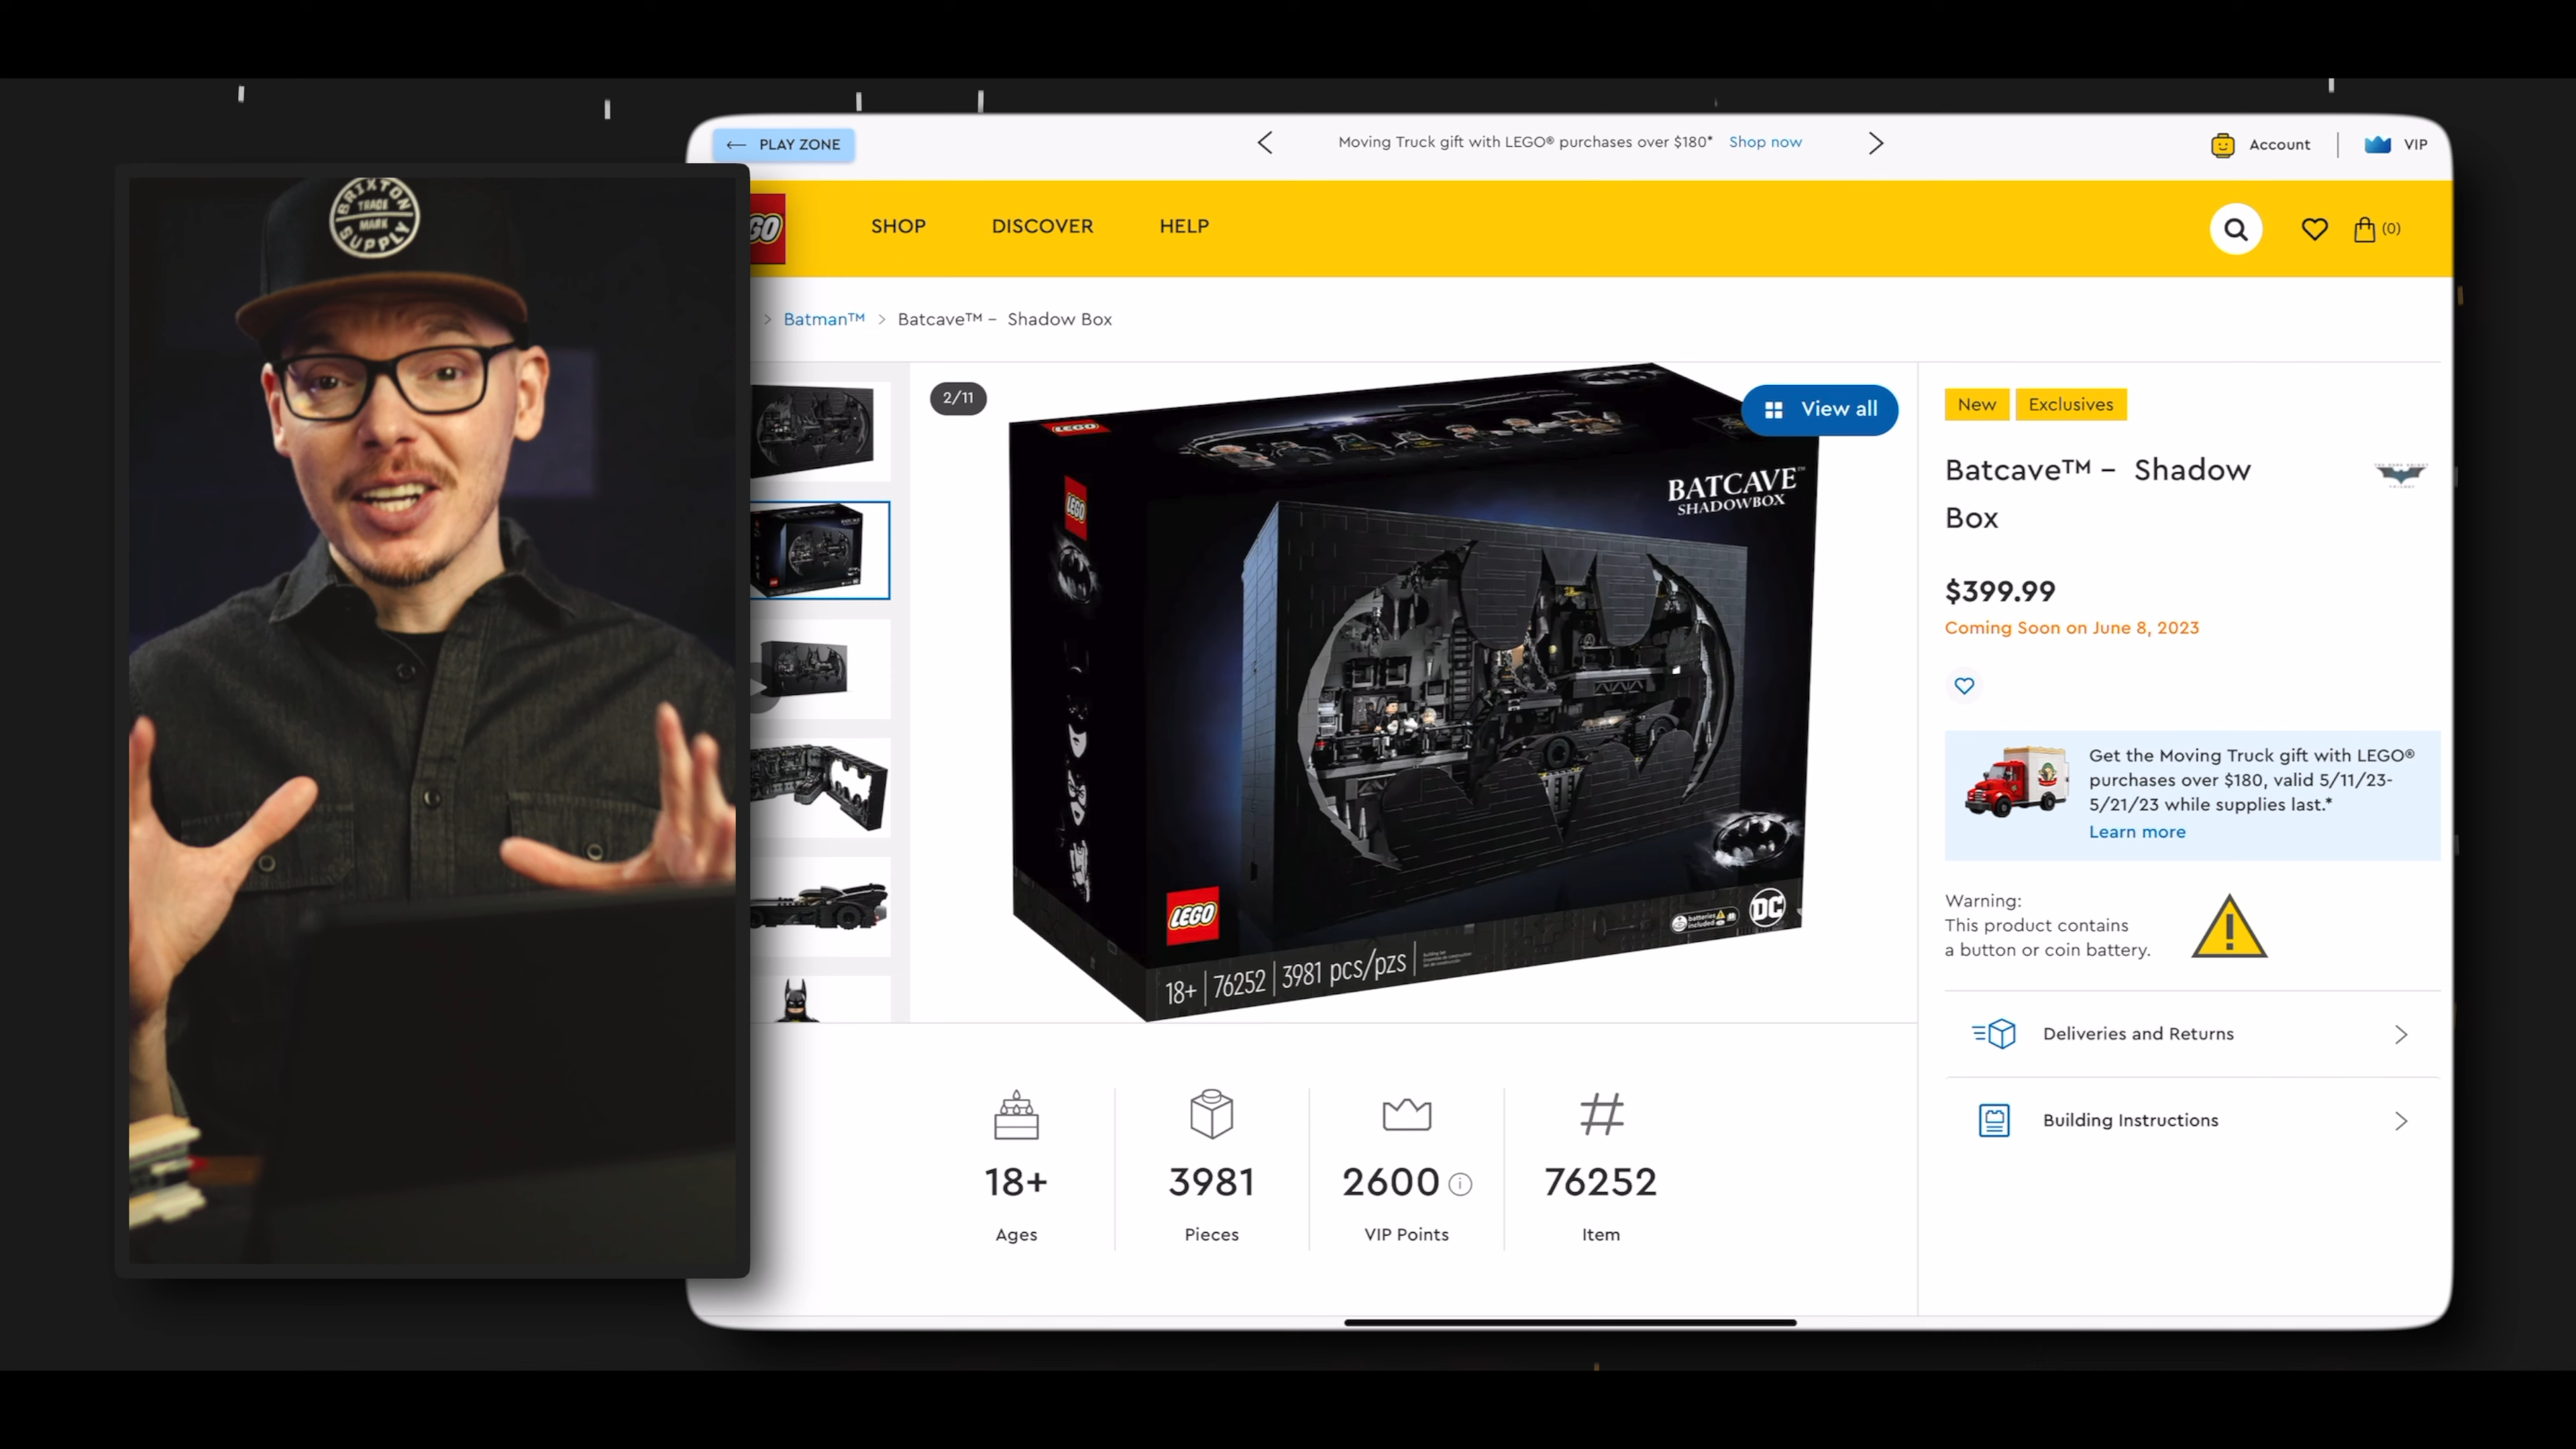 PLAY ZONE
Moving Truck gift with LEGO® purchases over $180* Shop now
Account
VIP
BRIXTON
TRADE
MARK
SUPPLY
GO
SHOP
DISCOVER
HELP
(0)
Batman™ > Batcave™ – Shadow Box
2/11
View all
LEGO
LEGO
BATCAVE™
SHADOWBOX
LEGO
batteries
included
DC
18+ | 76252 | 3981 pcs/pzs
New
Exclusives
Batcave™ – Shadow
Box
$399.99
Coming Soon on June 8, 2023
Get the Moving Truck gift with LEGO®
purchases over $180, valid 5/11/23-
5/21/23 while supplies last.*
Learn more
Warning:
This product contains
a button or coin battery.
Deliveries and Returns
Building Instructions
18+
Ages
3981
Pieces
2600
VIP Points
76252
Item